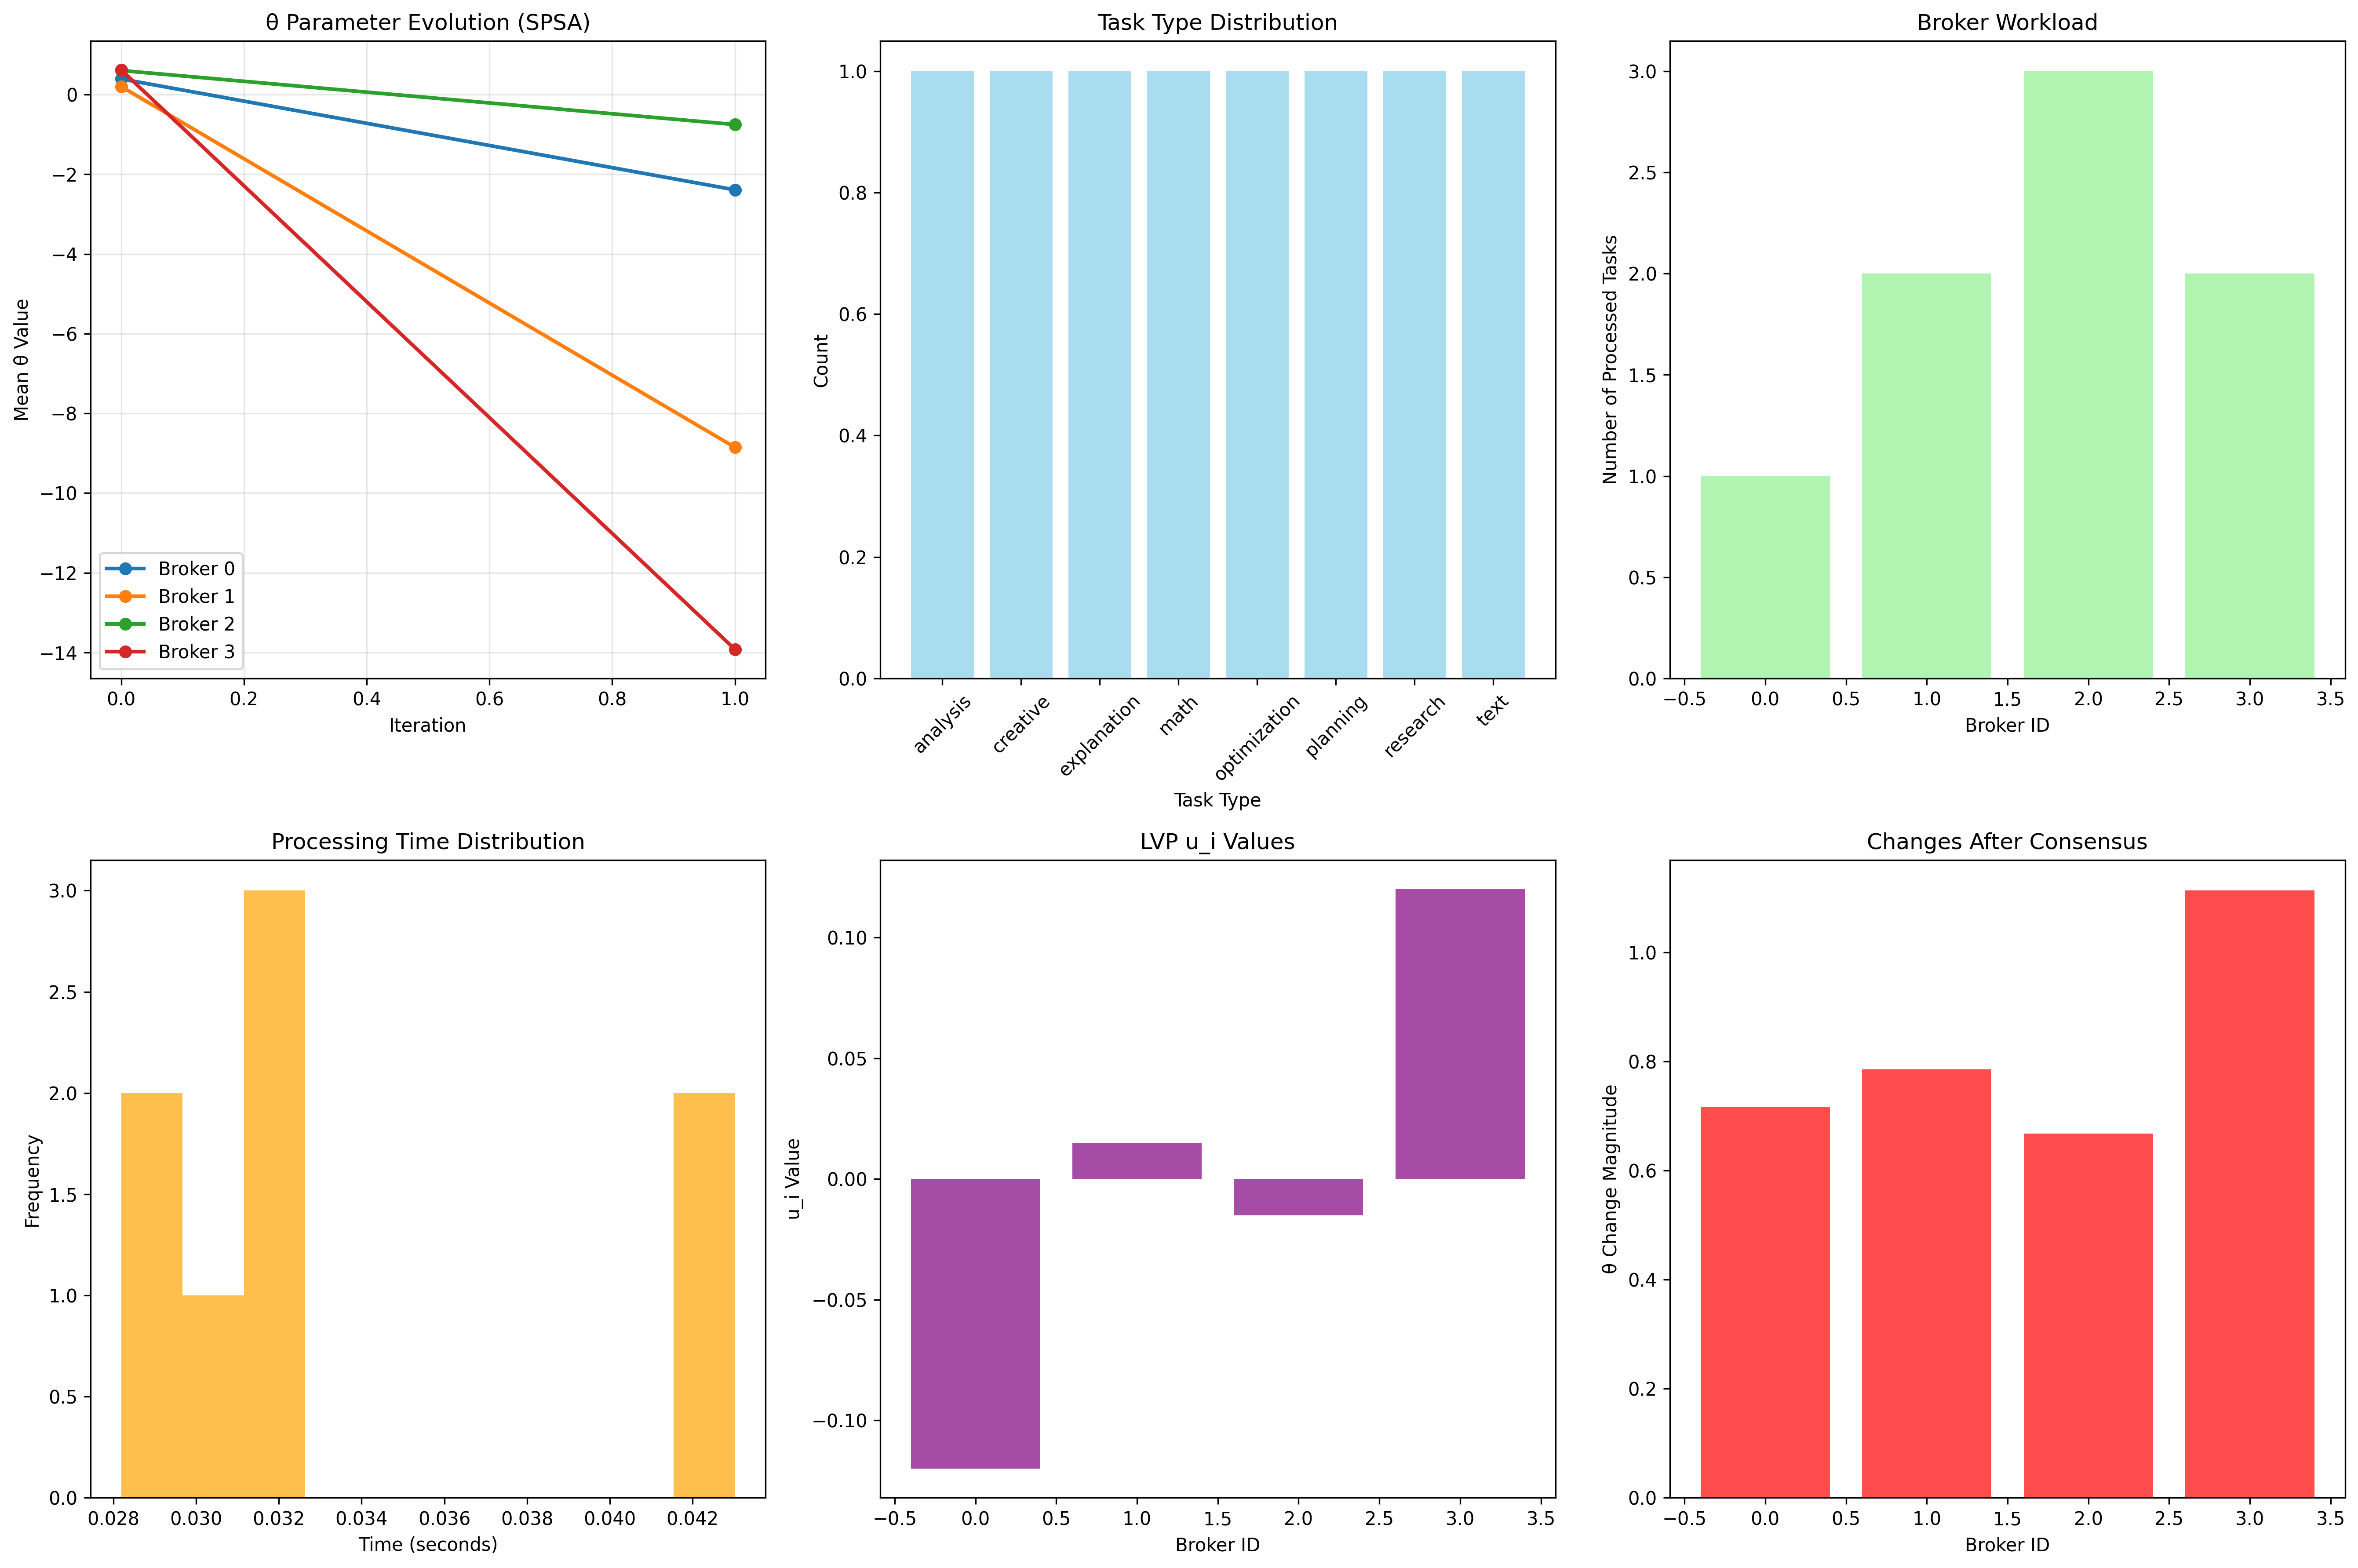 θ Parameter Evolution (SPSA)
Mean θ Value
0
−2
−4
−6
−8
−10
−12
−14
Broker 0
Broker 1
Broker 2
Broker 3
0.0 0.2 0.4 0.6 0.8 1.0
Iteration
Task Type Distribution
Count
1.0
0.8
0.6
0.4
0.2
0.0
analysis
creative
explanation
math
optimization
planning
research
text
Task Type
Broker Workload
Number of Processed Tasks
3.0
2.5
2.0
1.5
1.0
0.5
0.0
−0.5 0.0 0.5 1.0 1.5 2.0 2.5 3.0 3.5
Broker ID
Processing Time Distribution
Frequency
3.0
2.5
2.0
1.5
1.0
0.5
0.0
0.028 0.030 0.032 0.034 0.036 0.038 0.040 0.042
Time (seconds)
LVP u_i Values
u_i Value
0.10
0.05
0.00
−0.05
−0.10
−0.5 0.0 0.5 1.0 1.5 2.0 2.5 3.0 3.5
Broker ID
Changes After Consensus
θ Change Magnitude
1.0
0.8
0.6
0.4
0.2
0.0
−0.5 0.0 0.5 1.0 1.5 2.0 2.5 3.0 3.5
Broker ID